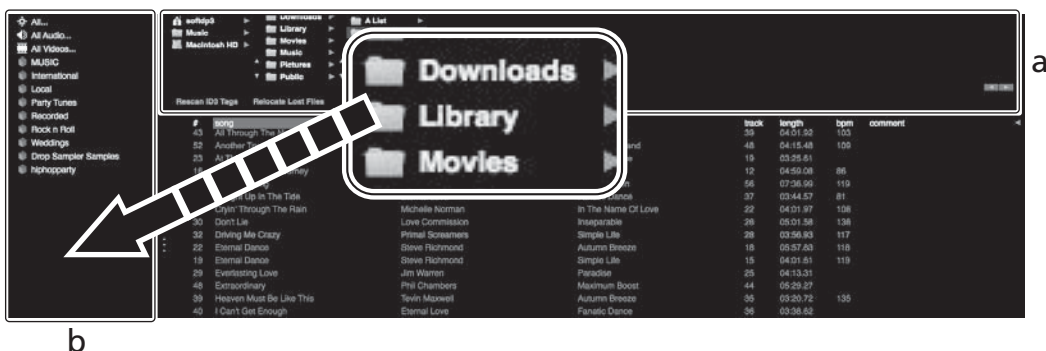 All...
All Audio...
All Videos...
MUSIC
International
Local
Party Tunes
Recorded
Rock n Roll
Weddings
Drop Sampler Samples
hiphopparty
softdp3
Music
Macintosh HD
Downloads
Library
Movies
Music
Pictures
Public
A List
Rescan ID3 Tags Relocate Lost Files
Downloads
Library
Movies
a
# song track length bpm comment
43 All Through The 39 04:01.92 103
52 Another and 48 04:15.48 109
23 19 03:25.61
12 04:59.08 86
56 07:36.99 119
Up In The Tide Dance 37 03:44.57 81
Cryin' Through The Rain Michelle Norman In The Name Of Love 22 04:01.97 108
30 Don't Lie Love Commission Inseparable 26 05:01.58 138
32 Driving Me Crazy Primal Screamers Simple Life 28 03:56.93 117
22 Eternal Dance Steve Richmond Autumn Breeze 18 05:57.83 118
19 Eternal Dance Steve Richmond Simple Life 15 04:01.61 119
29 Everlasting Love Jim Warren Paradise 25 04:13.31
48 Extraordinary Phil Chambers Maximum Boost 44 05:29.27
39 Heaven Must Be Like This Tevin Maxwell Autumn Breeze 35 03:20.72 135
40 I Can't Get Enough Eternal Love Fanatic Dance 36 03:38.62
b